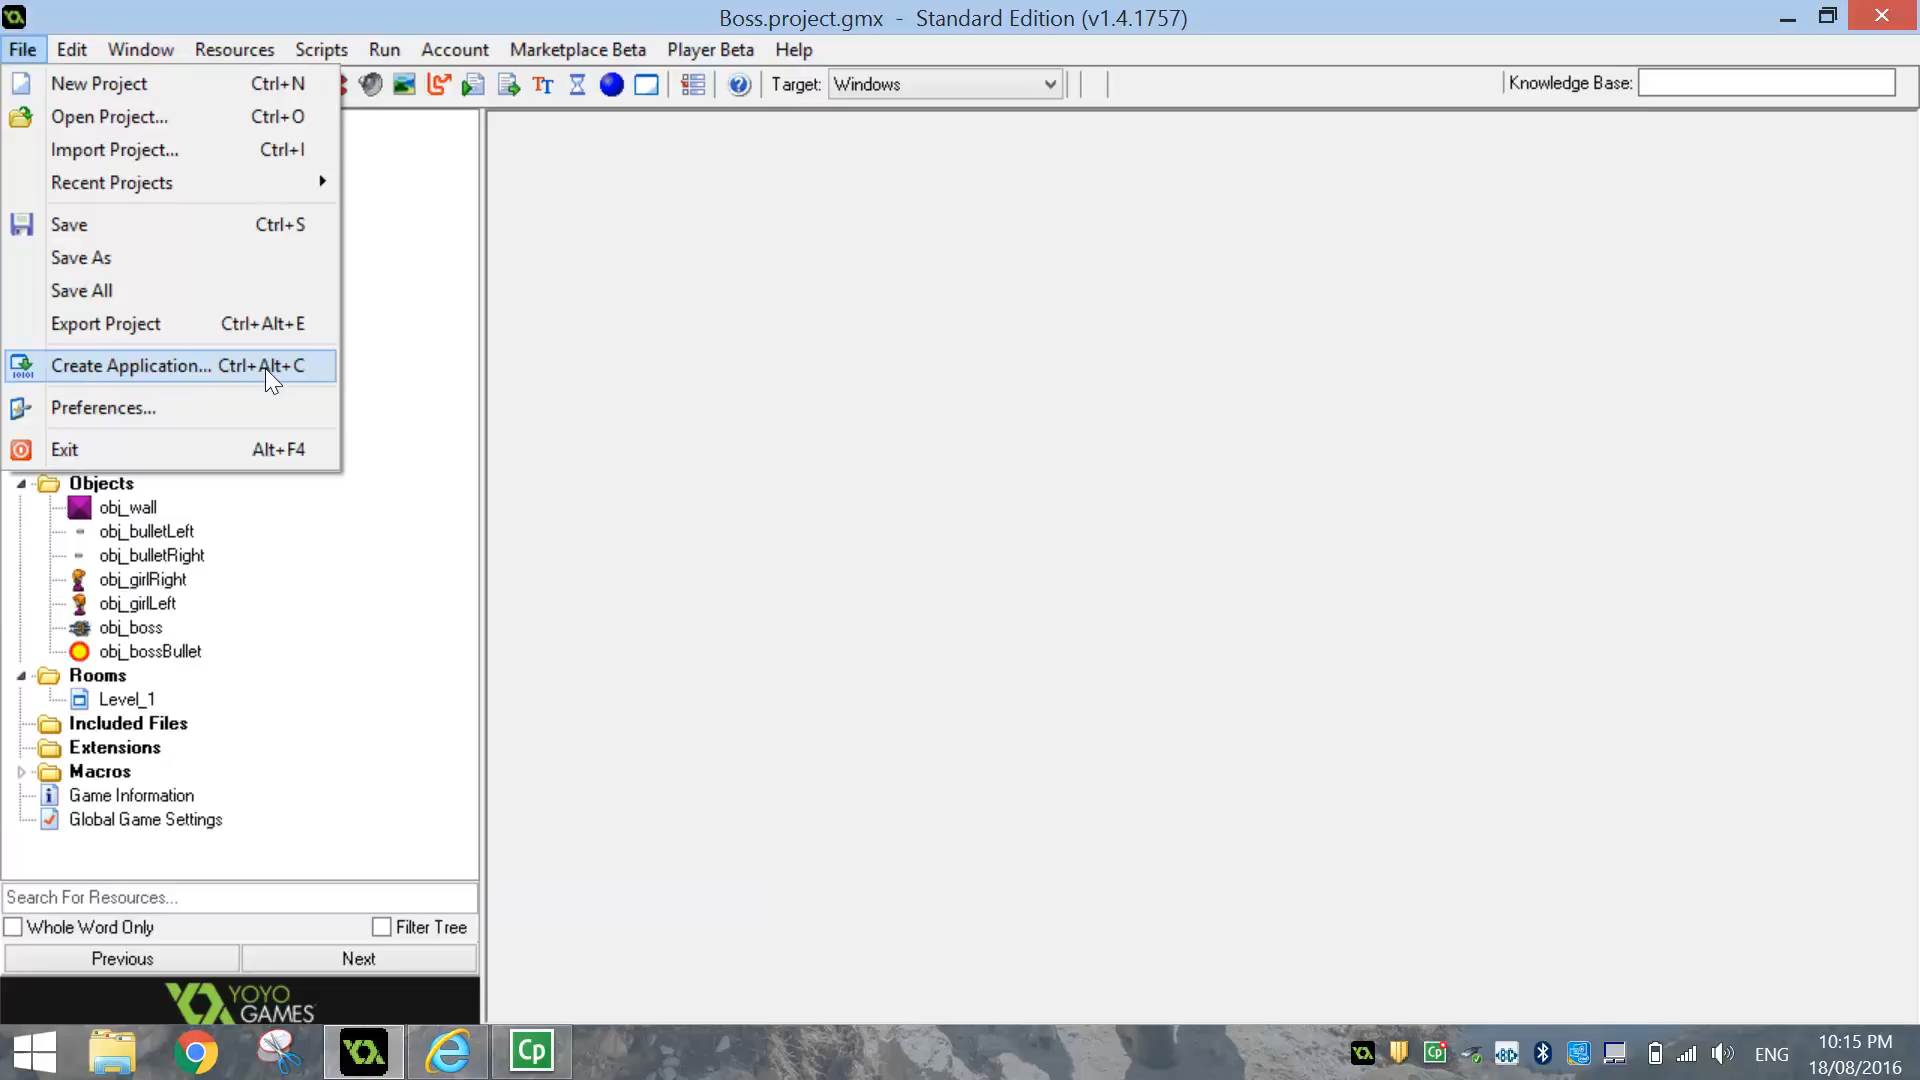 Boss.project.gmx - Standard Edition (v1.4.1757)
File Edit Window Resources Scripts Run Account Marketplace Beta Player Beta Help
Target: Windows
Knowledge Base:
New Project Ctrl+N
Open Project... Ctrl+O
Import Project... Ctrl+I
Recent Projects
Save Ctrl+S
Save As
Save All
Export Project Ctrl+Alt+E
Create Application... Ctrl+Alt+C
Preferences...
Exit Alt+F4
Objects
obj_wall
obj_bulletLeft
obj_bulletRight
obj_girlRight
obj_girlLeft
obj_boss
obj_bossBullet
Rooms
Level_1
Included Files
Extensions
Macros
Game Information
Global Game Settings
Search For Resources...
Whole Word Only Filter Tree
Previous Next
YOYO
GAMES
Cp
ENG
10:15 PM
18/08/2016